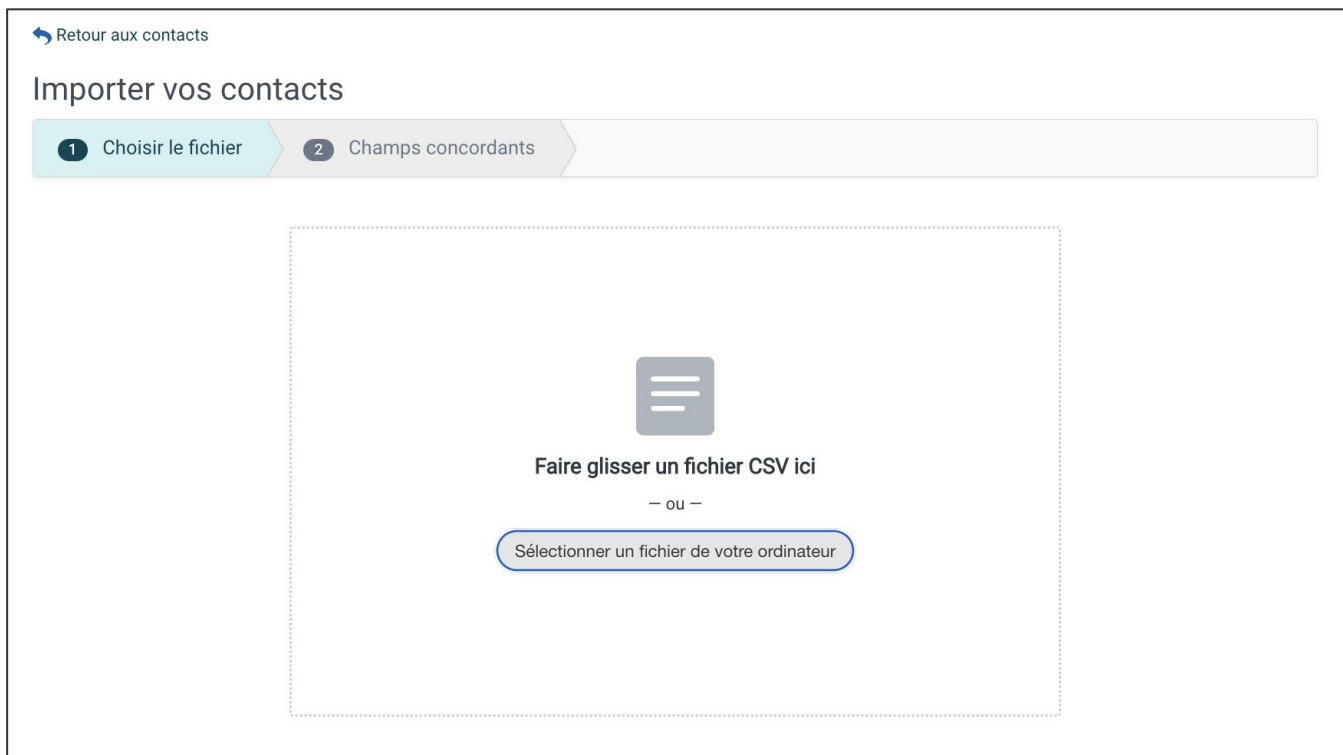 Retour aux contacts
Importer vos contacts
1 Choisir le fichier 2 Champs concordants
Faire glisser un fichier CSV ici
— ou —
Sélectionner un fichier de votre ordinateur